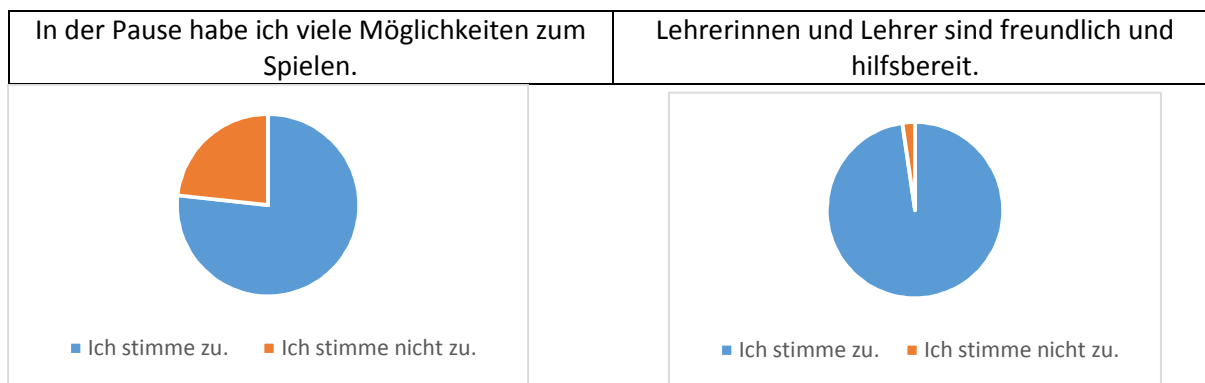 In der Pause habe ich viele Möglichkeiten zum
Spielen.
Lehrerinnen und Lehrer sind freundlich und
hilfsbereit.
Ich stimme zu. Ich stimme nicht zu.
Ich stimme zu. Ich stimme nicht zu.